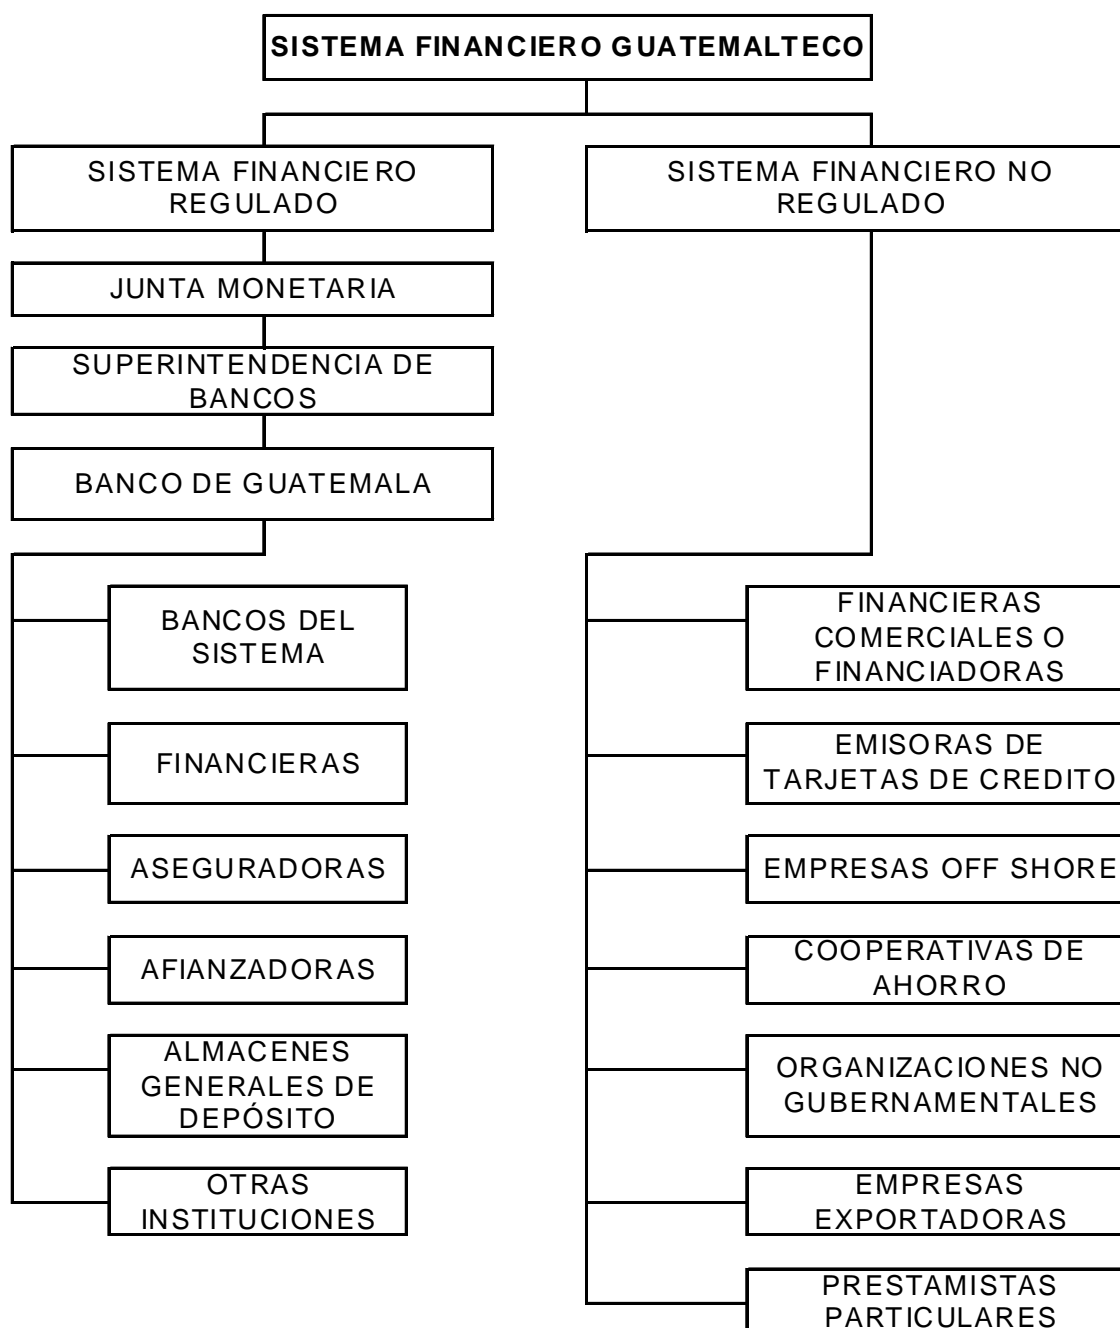 SISTEMA FINANCIERO GUATEMALTECO
SISTEMA FINANCIERO
REGULADO
SISTEMA FINANCIERO NO
REGULADO
JUNTA MONETARIA
SUPERINTENDENCIA DE
BANCOS
BANCO DE GUATEMALA
BANCOS DEL
SISTEMA
FINANCIERAS
ASEGURADORAS
AFIANZADORAS
ALMACENES
GENERALES DE
DEPÓSITO
OTRAS
INSTITUCIONES
FINANCIERAS
COMERCIALES O
FINANCIADORAS
EMISORAS DE
TARJETAS DE CREDITO
EMPRESAS OFF SHORE
COOPERATIVAS DE
AHORRO
ORGANIZACIONES NO
GUBERNAMENTALES
EMPRESAS
EXPORTADORAS
PRESTAMISTAS
PARTICULARES